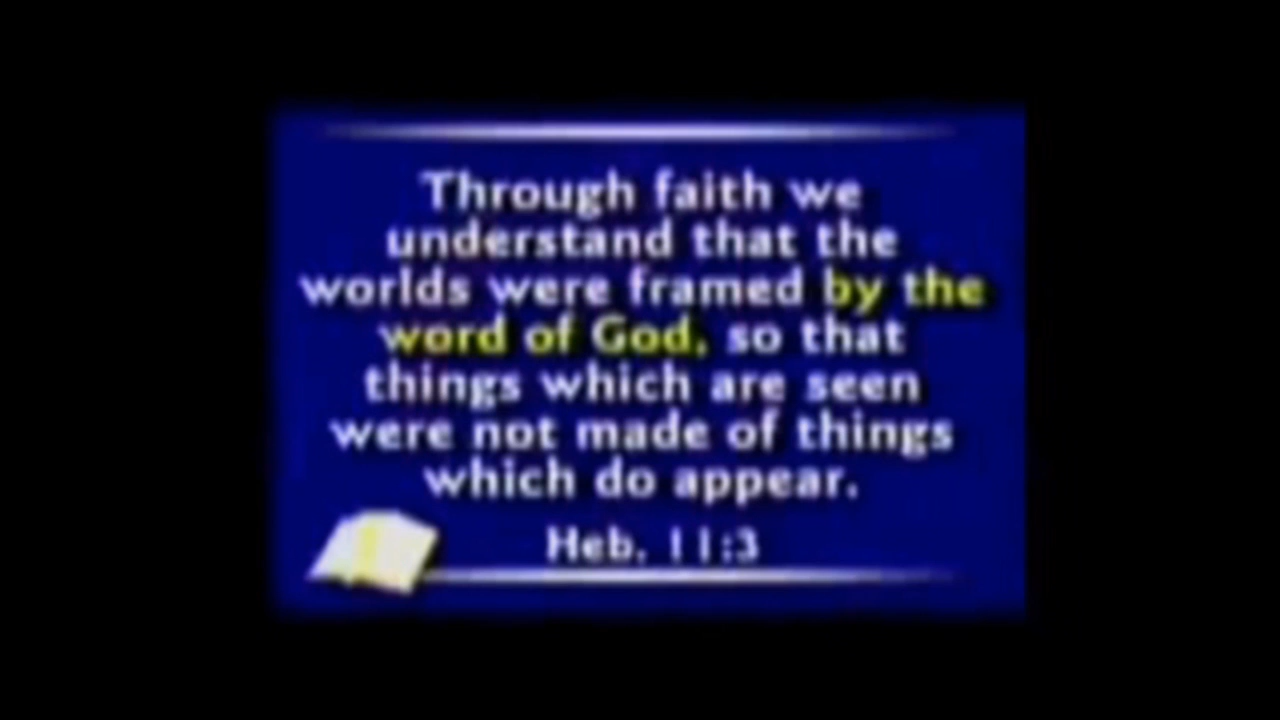 Through faith we
understand that the
worlds were framed by the
word of God, so that
things which are seen
were not made of things
which do appear.
Heb. 11:3